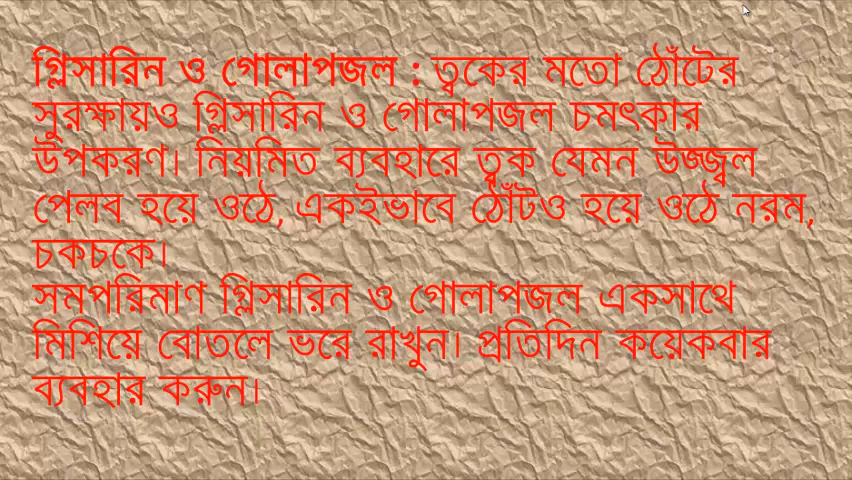 গ্লিসারিন ও গোলাপজল : ত্বকের মতো ঠোঁটের
সুরক্ষায়ও গ্লিসারিন ও গোলাপজল চমৎকার
উপকরণ। নিয়মিত ব্যবহারে ত্বক যেমন উজ্জ্বল
পেলব হয়ে ওঠে, একইভাবে ঠোঁটও হয়ে ওঠে নরম,
চকচকে।
সমপরিমাণ গ্লিসারিন ও গোলাপজল একসাথে
মিশিয়ে বোতলে ভরে রাখুন। প্রতিদিন কয়েকবার
ব্যবহার করুন।